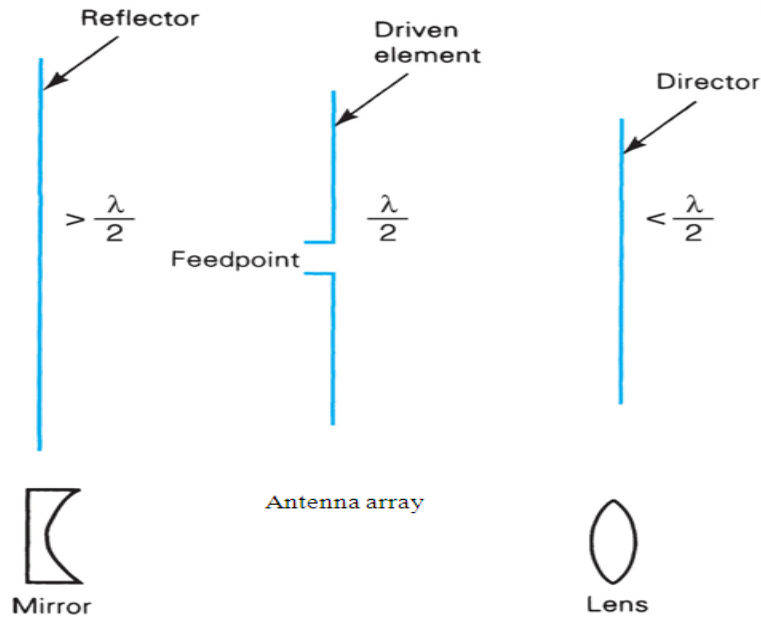 Reflector
Driven
element
Director
> λ/2
λ/2
< λ/2
Feedpoint
Antenna array
Mirror
Lens